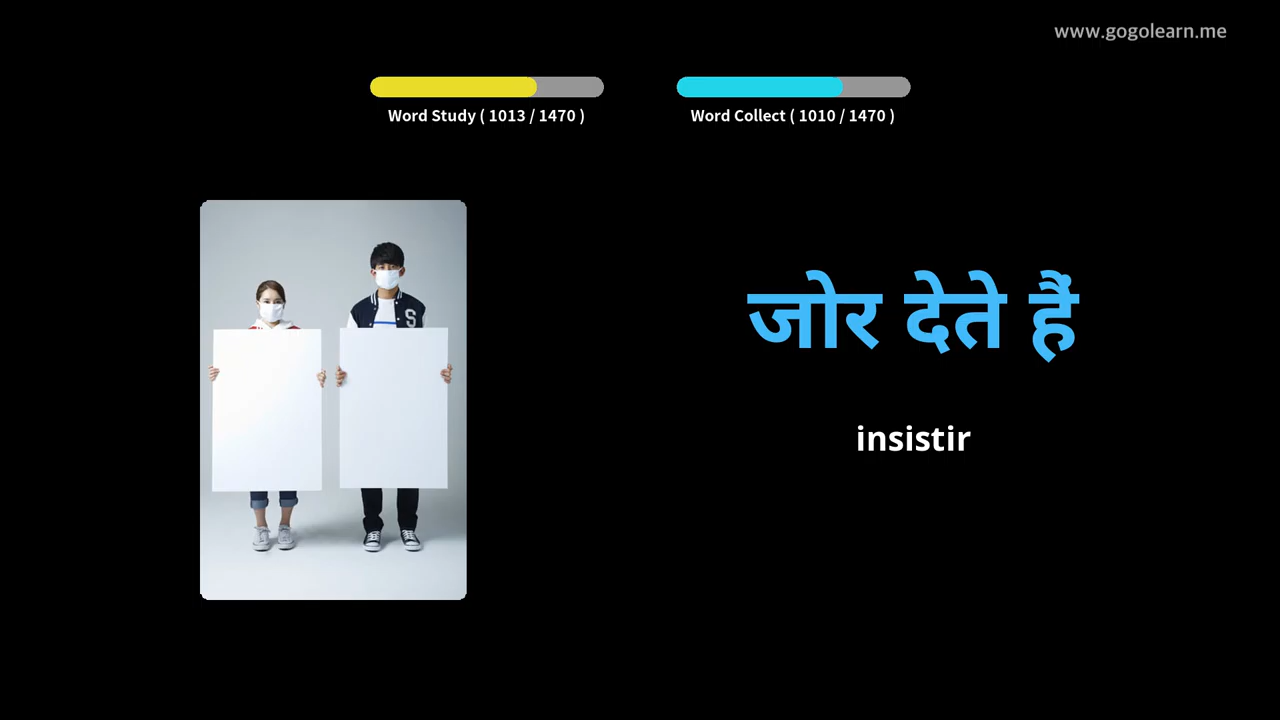 www.gogolearn.me
Word Study ( 1013 / 1470 )
Word Collect ( 1010 / 1470 )
S
जोर देते हैं
insistir